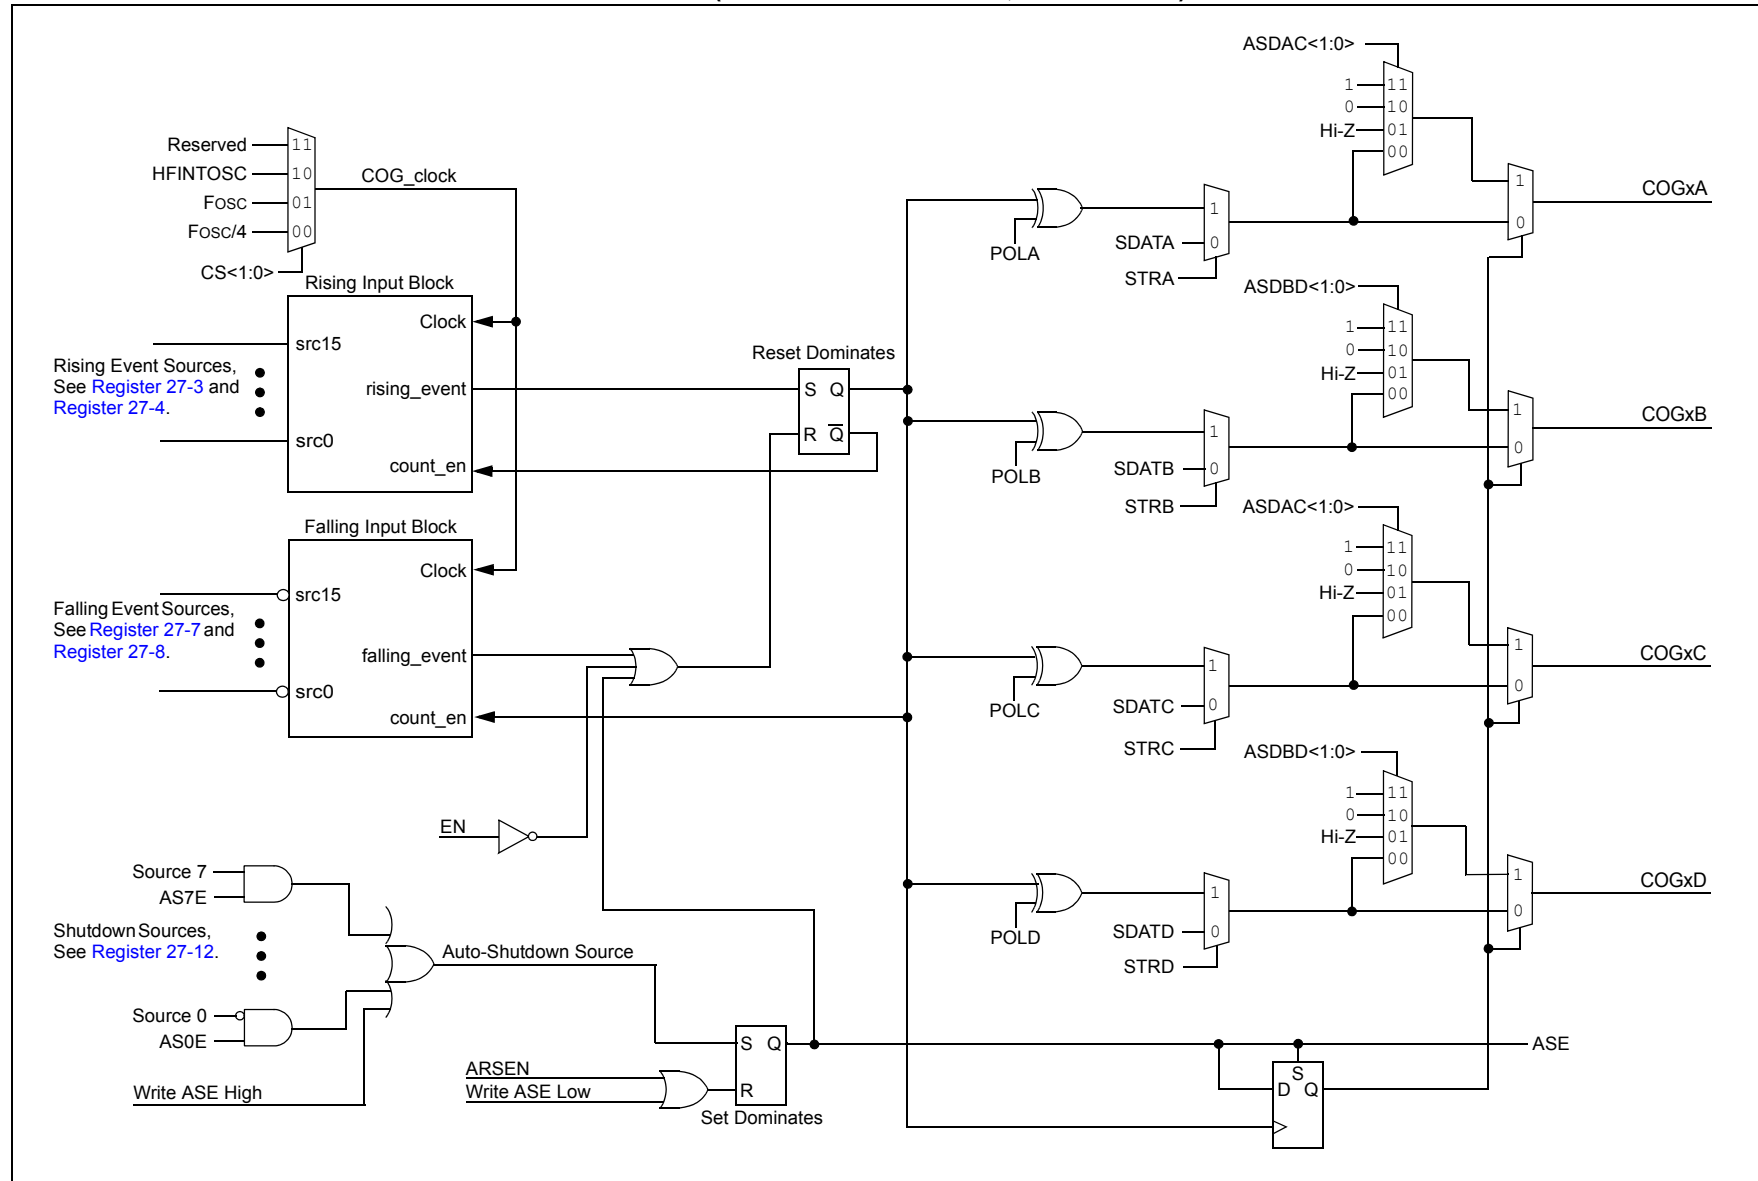 ASDAC<1:0>
1
11
0
10
Hi-Z
01
00
Reserved
11
HFINTOSC
10
FOSC
01
FOSC/4
00
CS<1:0>
COG_clock
1
0
COGxA
POLA
1
SDATA
0
STRA
Rising Input Block
Clock
src15
Rising Event Sources,
See Register 27-3 and
Register 27-4.
rising_event
src0
count_en
Reset Dominates
S Q
R Q
ASDBD<1:0>
1
11
0
10
Hi-Z
01
00
1
0
COGxB
POLB
1
SDATB
0
STRB
Falling Input Block
Clock
src15
Falling Event Sources,
See Register 27-7 and
Register 27-8.
falling_event
src0
count_en
ASDAC<1:0>
1
11
0
10
Hi-Z
01
00
1
0
COGxC
POLC
1
SDATC
0
STRC
EN
ASDBD<1:0>
1
11
0
10
Hi-Z
01
00
1
0
COGxD
POLD
1
SDATD
0
STRD
Source 7
AS7E
Shutdown Sources,
See Register 27-12.
Source 0
AS0E
Write ASE High
Auto-Shutdown Source
ARSEN
Write ASE Low
S Q
R
Set Dominates
ASE
S
D Q